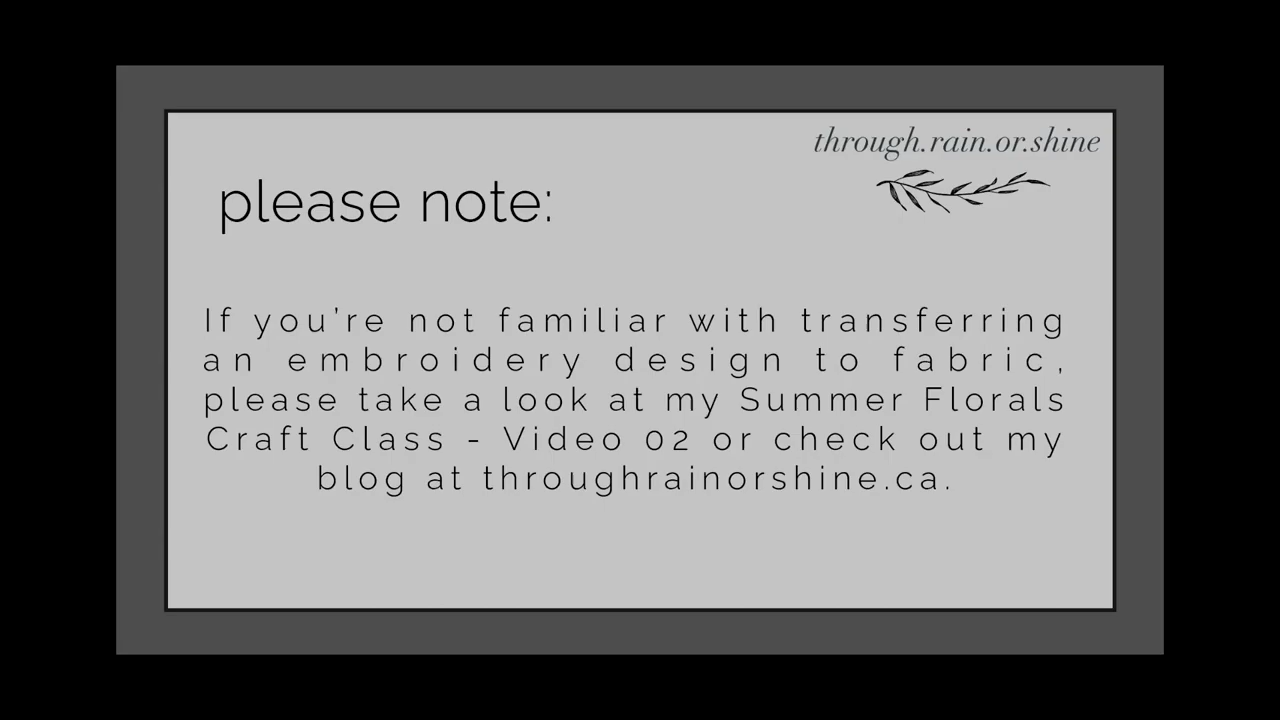 through.rain.or.shine
please note:
If you're not familiar with transferring
an embroidery design to fabric,
please take a look at my Summer Florals
Craft Class - Video 02 or check out my
blog at throughrainorshine.ca.